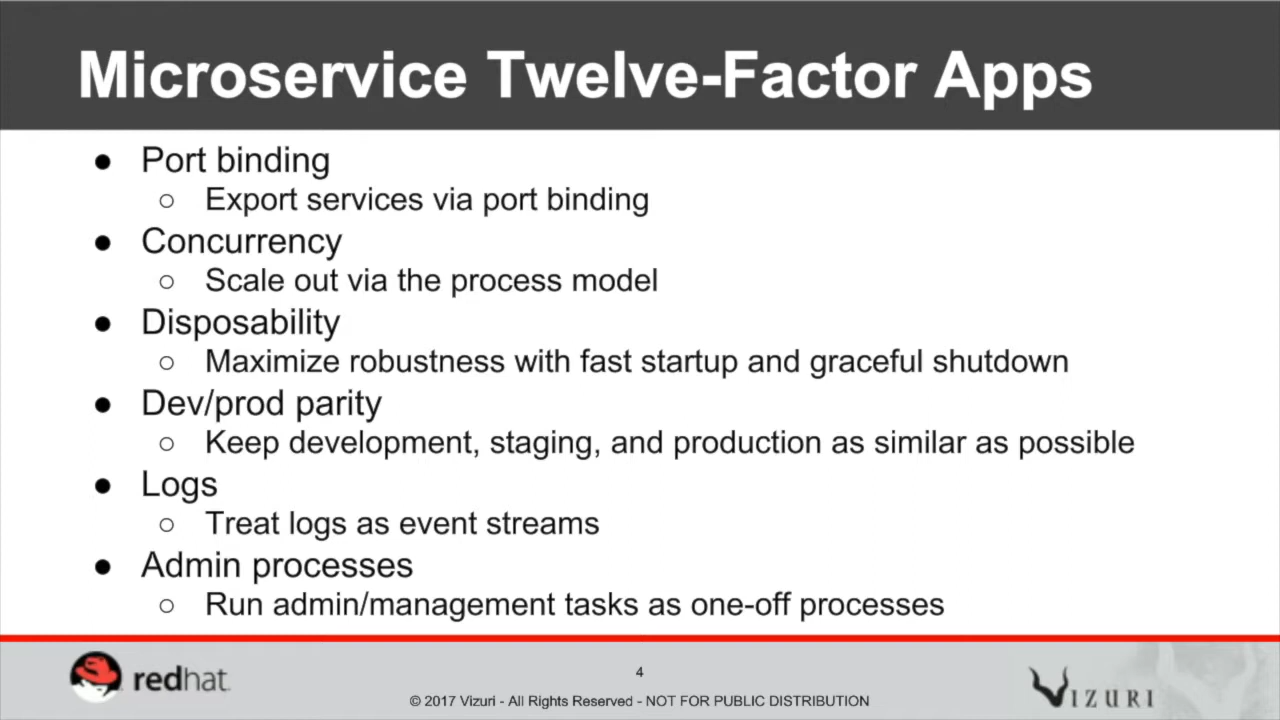 Microservice Twelve-Factor Apps
● Port binding
○ Export services via port binding
● Concurrency
○ Scale out via the process model
● Disposability
○ Maximize robustness with fast startup and graceful shutdown
● Dev/prod parity
○ Keep development, staging, and production as similar as possible
● Logs
○ Treat logs as event streams
● Admin processes
○ Run admin/management tasks as one-off processes
redhat.
4
© 2017 Vizuri - All Rights Reserved - NOT FOR PUBLIC DISTRIBUTION
VIZURI